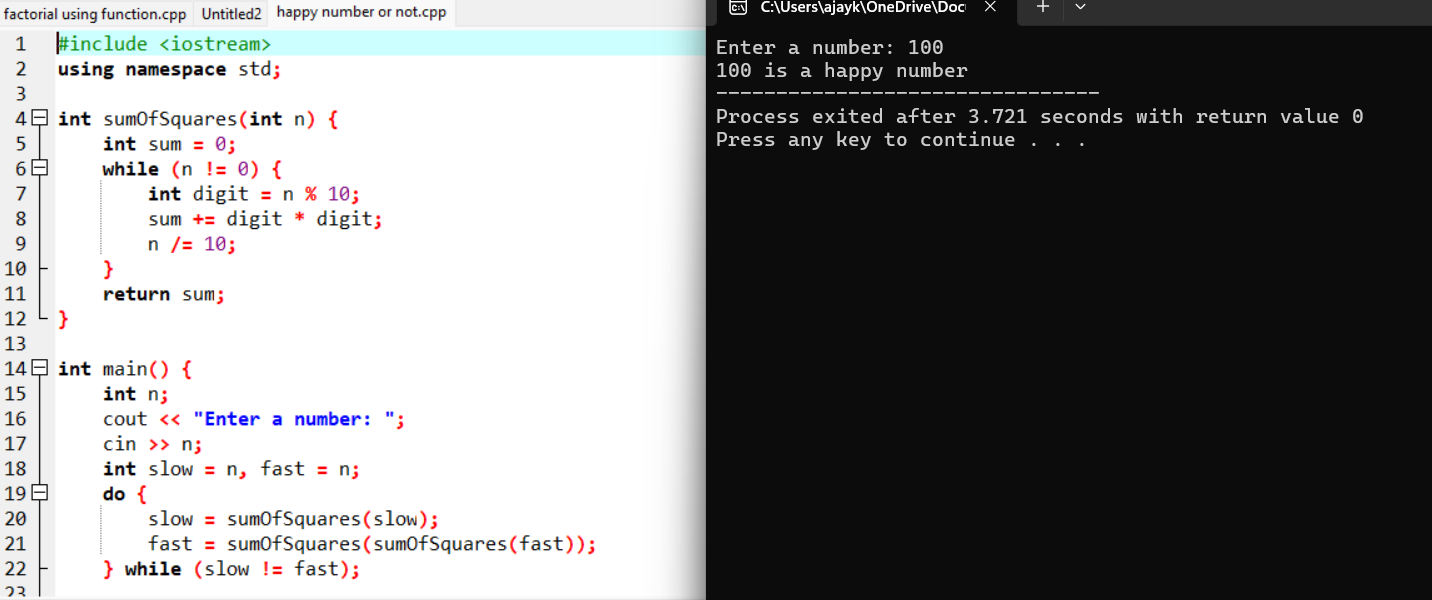 factorial using function.cpp Untitled2 happy number or not.cpp
1 #include <iostream>
2 using namespace std;
3
4 int sumOfSquares(int n) {
5 int sum = 0;
6 while (n != 0) {
7 int digit = n % 10;
8 sum += digit * digit;
9 n /= 10;
10 }
11 return sum;
12 }
13
14 int main() {
15 int n;
16 cout << "Enter a number: ";
17 cin >> n;
18 int slow = n, fast = n;
19 do {
20 slow = sumOfSquares(slow);
21 fast = sumOfSquares(sumOfSquares(fast));
22 } while (slow != fast);
23
C:\Users\ajayk\OneDrive\Doc
Enter a number: 100
100 is a happy number
--------------------------------
Process exited after 3.721 seconds with return value 0
Press any key to continue . . .